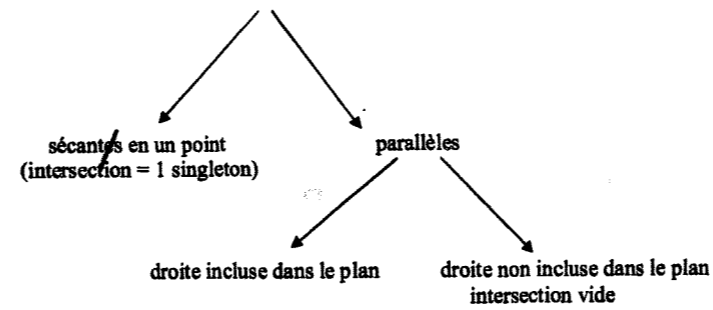 sécantes en un point
(intersection = 1 singleton)
parallèles
droite incluse dans le plan
droite non incluse dans le plan
intersection vide